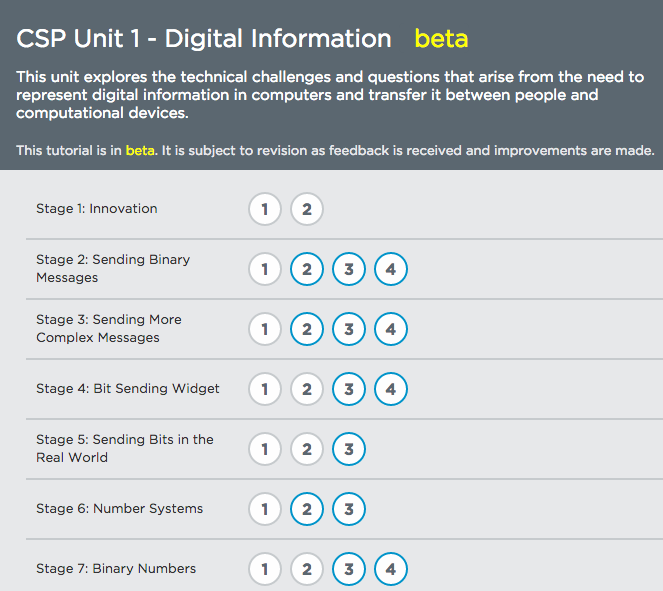 CSP Unit 1 - Digital Information beta
This unit explores the technical challenges and questions that arise from the need to
represent digital information in computers and transfer it between people and
computational devices.
This tutorial is in beta. It is subject to revision as feedback is received and improvements are made.
Stage 1: Innovation 1 2
Stage 2: Sending Binary
Messages 1 2 3 4
Stage 3: Sending More
Complex Messages 1 2 3 4
Stage 4: Bit Sending Widget 1 2 3 4
Stage 5: Sending Bits in the
Real World 1 2 3
Stage 6: Number Systems 1 2 3
Stage 7: Binary Numbers 1 2 3 4